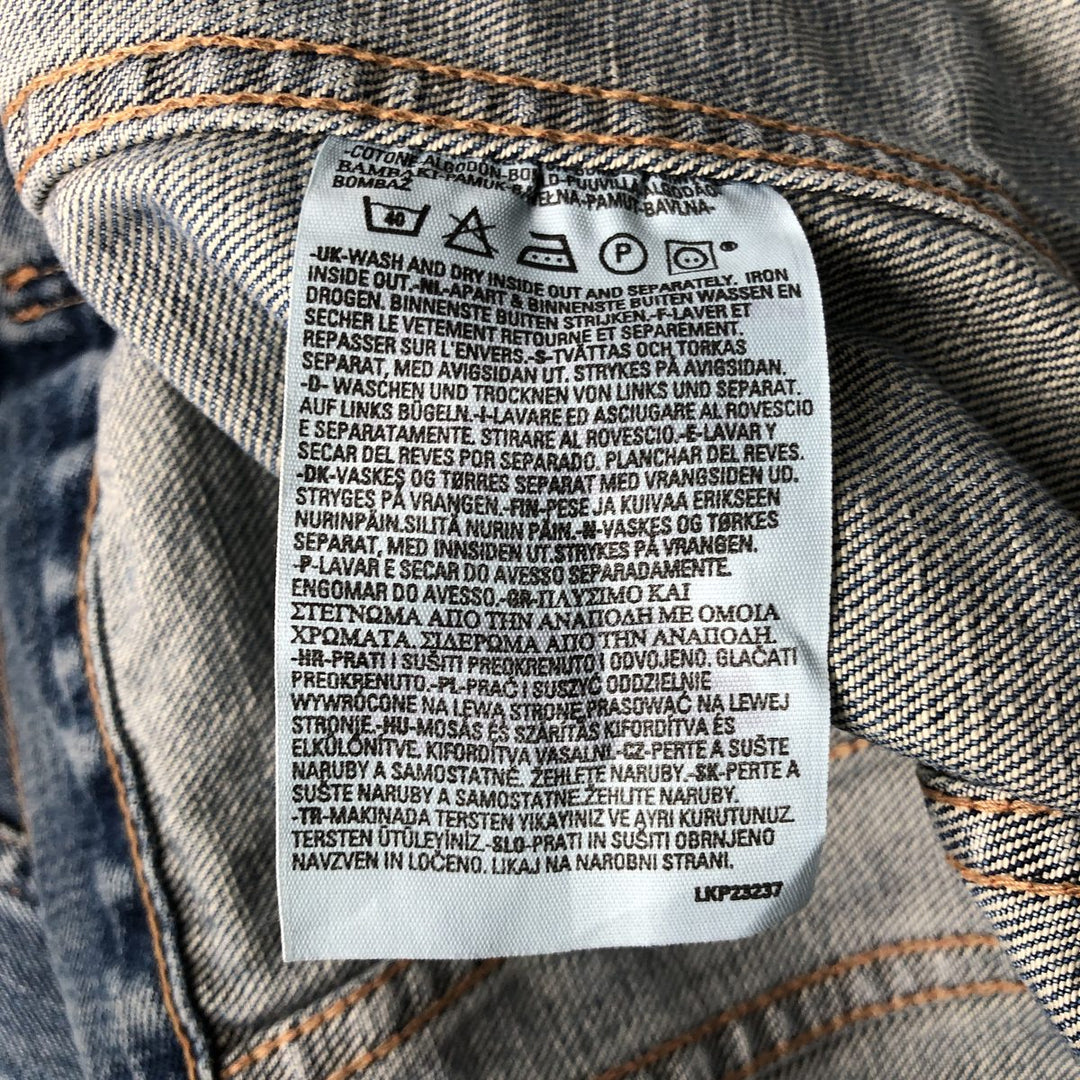 -COTONE ALGODON-BO PUUVILLA ALGODAO
BAMBAKI-PAMUK-B WEŁNA-PAMUT-BAVLNA-
BOMBAŽ
40 P
-UK-WASH AND DRY INSIDE OUT AND SEPARATELY. IRON
INSIDE OUT.-NL-APART & BINNENSTE BUITEN WASSEN EN
DROGEN. BINNENSTE BUITEN STRIJKEN.-F-LAVER ET
SECHER LE VETEMENT RETOURNE ET SEPAREMENT.
REPASSER SUR L'ENVERS.-S-TVÄTTAS OCH TORKAS
SEPARAT, MED AVIGSIDAN UT. STRYKES PÅ AVIGSIDAN.
-D- WASCHEN UND TROCKNEN VON LINKS UND SEPARAT.
AUF LINKS BÜGELN.-I-LAVARE ED ASCIUGARE AL ROVESCIO
E SEPARATAMENTE. STIRARE AL ROVESCIO.-E-LAVAR Y
SECAR DEL REVES POR SEPARADO. PLANCHAR DEL REVES.
-DK-VASKES OG TØRRES SEPARAT MED VRANGSIDEN UD.
STRYGES PÅ VRANGEN.-FIN-PESE JA KUIVAA ERIKSEEN
NURINPÄIN.SILITÄ NURIN PÄIN.-N-VASKES OG TØRKES
SEPARAT, MED INNSIDEN UT.STRYKES PÅ VRANGEN.
-P-LAVAR E SECAR DO AVESSO SEPARADAMENTE.
ENGOMAR DO AVESSO.-GR-ΠΛΥΣΙΜΟ ΚΑΙ
ΣΤΕΓΝΩΜΑ ΑΠΟ ΤΗΝ ΑΝΑΠΟΔΗ ΜΕ ΟΜΟΙΑ
ΧΡΩΜΑΤΑ. ΣΙΔΕΡΩΜΑ ΑΠΟ ΤΗΝ ΑΝΑΠΟΔΗ.
-HR-PRATI I SUŠITI PREOKRENUTO I ODVOJENO. GLAČATI
PREOKRENUTO.-PL-PRAĆ I SUSZYĆ ODDZIELNIE
WYWRÓCONE NA LEWĄ STRONĘ,PRASOWAĆ NA LEWEJ
STRONIE.-HU-MOSÁS ÉS SZÁRÍTÁS KIFORDÍTVA ÉS
ELKÜLÖNÍTVE. KIFORDÍTVA VASALNI.-CZ-PERTE A SUŠTE
NARUBY A SAMOSTATNĚ. ŽEHLETE NARUBY.-SK-PERTE A
SUŠTE NARUBY A SAMOSTATNE.ŽEHLITE NARUBY.
-TR-MAKINADA TERSTEN YIKAYINIZ VE AYRI KURUTUNUZ.
TERSTEN ÜTÜLEYİNİZ.-SLO-PRATI IN SUŠITI OBRNJENO
NAVZVEN IN LOČENO. LIKAJ NA NAROBNI STRANI.
LKP23237